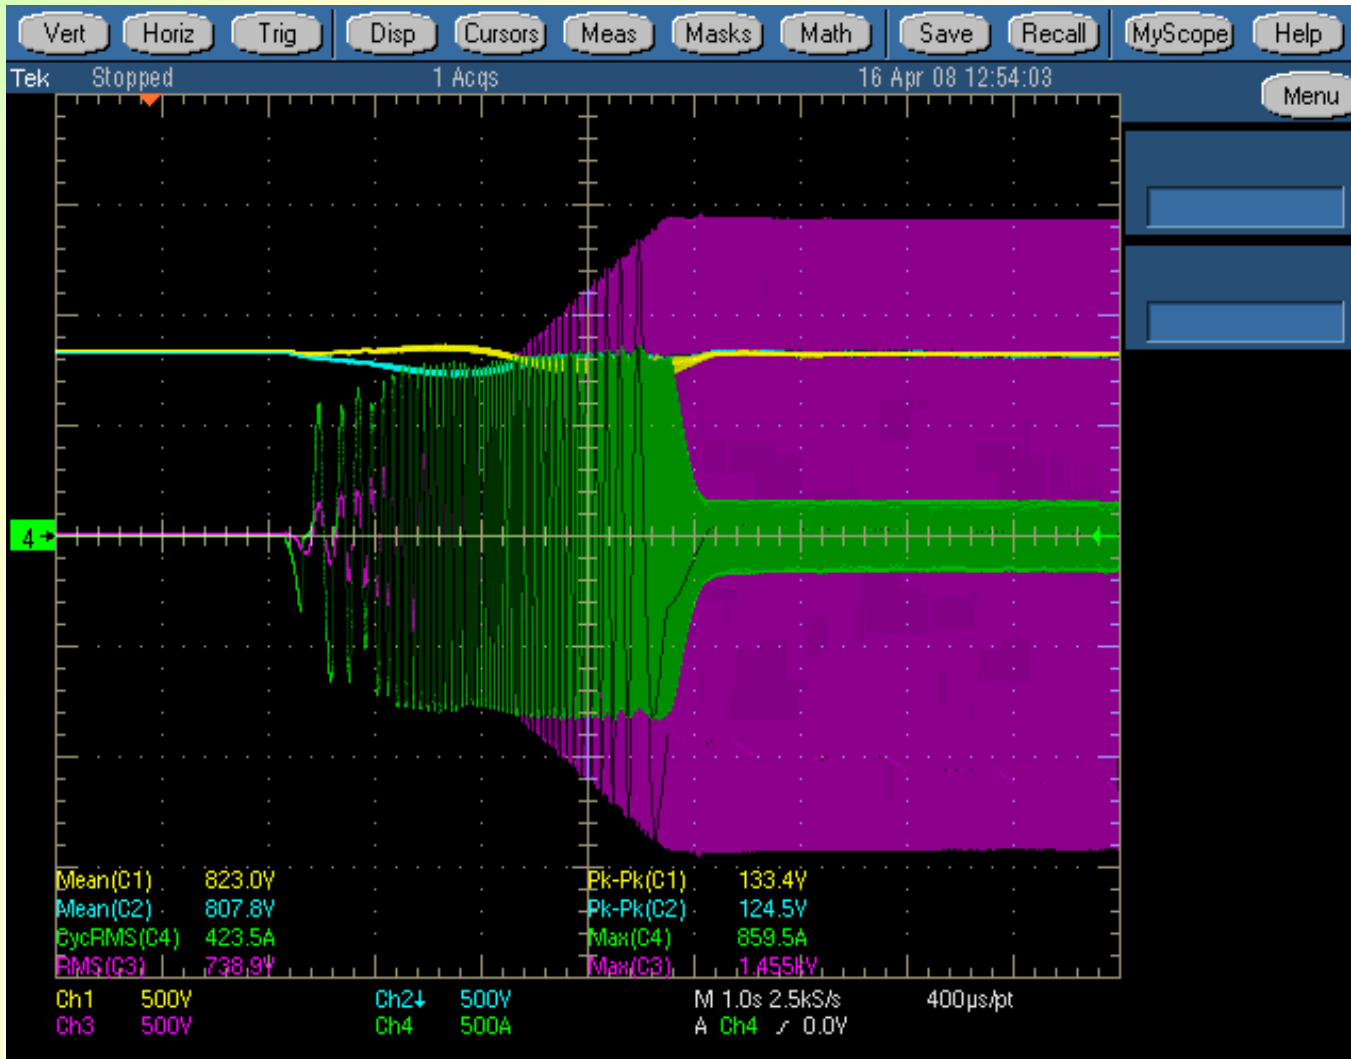 Vert Horiz Trig Disp Cursors Meas Masks Math Save Recall MyScope Help
Tek Stopped 1 Acqs 16 Apr 08 12:54:03
Menu
4
Mean(C1) 823.0V Pk-Pk(C1) 133.4V
Mean(C2) 807.8V Pk-Pk(C2) 124.5V
CycRMS(C4) 423.5A Max(C4) 859.5A
RMS(C3) 738.9V Max(C3) 1.455kV
Ch1 500V Ch2↓ 500V M 1.0s 2.5kS/s 400µs/pt
Ch3 500V Ch4 500A A Ch4 ∕ 0.0V